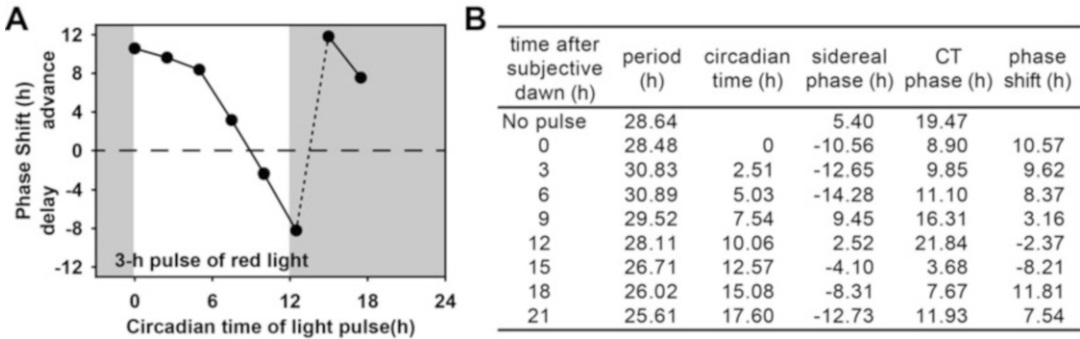 A
Phase Shift (h)
delay advance
12
8
4
0
-4
-8
-12
3-h pulse of red light
0 6 12 18 24
Circadian time of light pulse(h)
B
time after subjective dawn (h) period (h) circadian time (h) sidereal phase (h) CT phase (h) phase shift (h)
No pulse 28.64 5.40 19.47
0 28.48 0 -10.56 8.90 10.57
3 30.83 2.51 -12.65 9.85 9.62
6 30.89 5.03 -14.28 11.10 8.37
9 29.52 7.54 9.45 16.31 3.16
12 28.11 10.06 2.52 21.84 -2.37
15 26.71 12.57 -4.10 3.68 -8.21
18 26.02 15.08 -8.31 7.67 11.81
21 25.61 17.60 -12.73 11.93 7.54